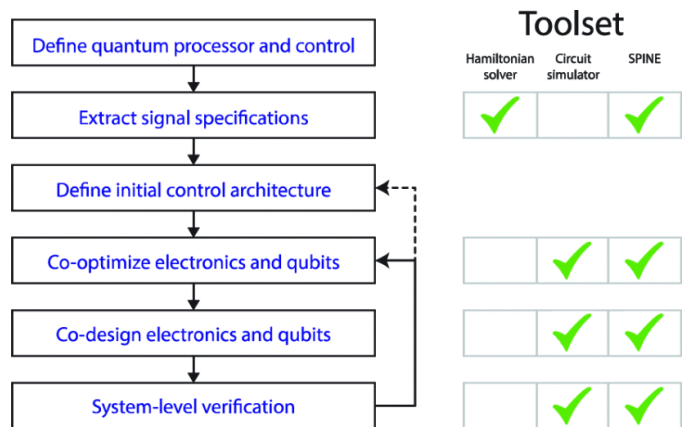 Toolset
Define quantum processor and control
Hamiltonian solver
Circuit simulator
SPINE
Extract signal specifications
Define initial control architecture
Co-optimize electronics and qubits
Co-design electronics and qubits
System-level verification